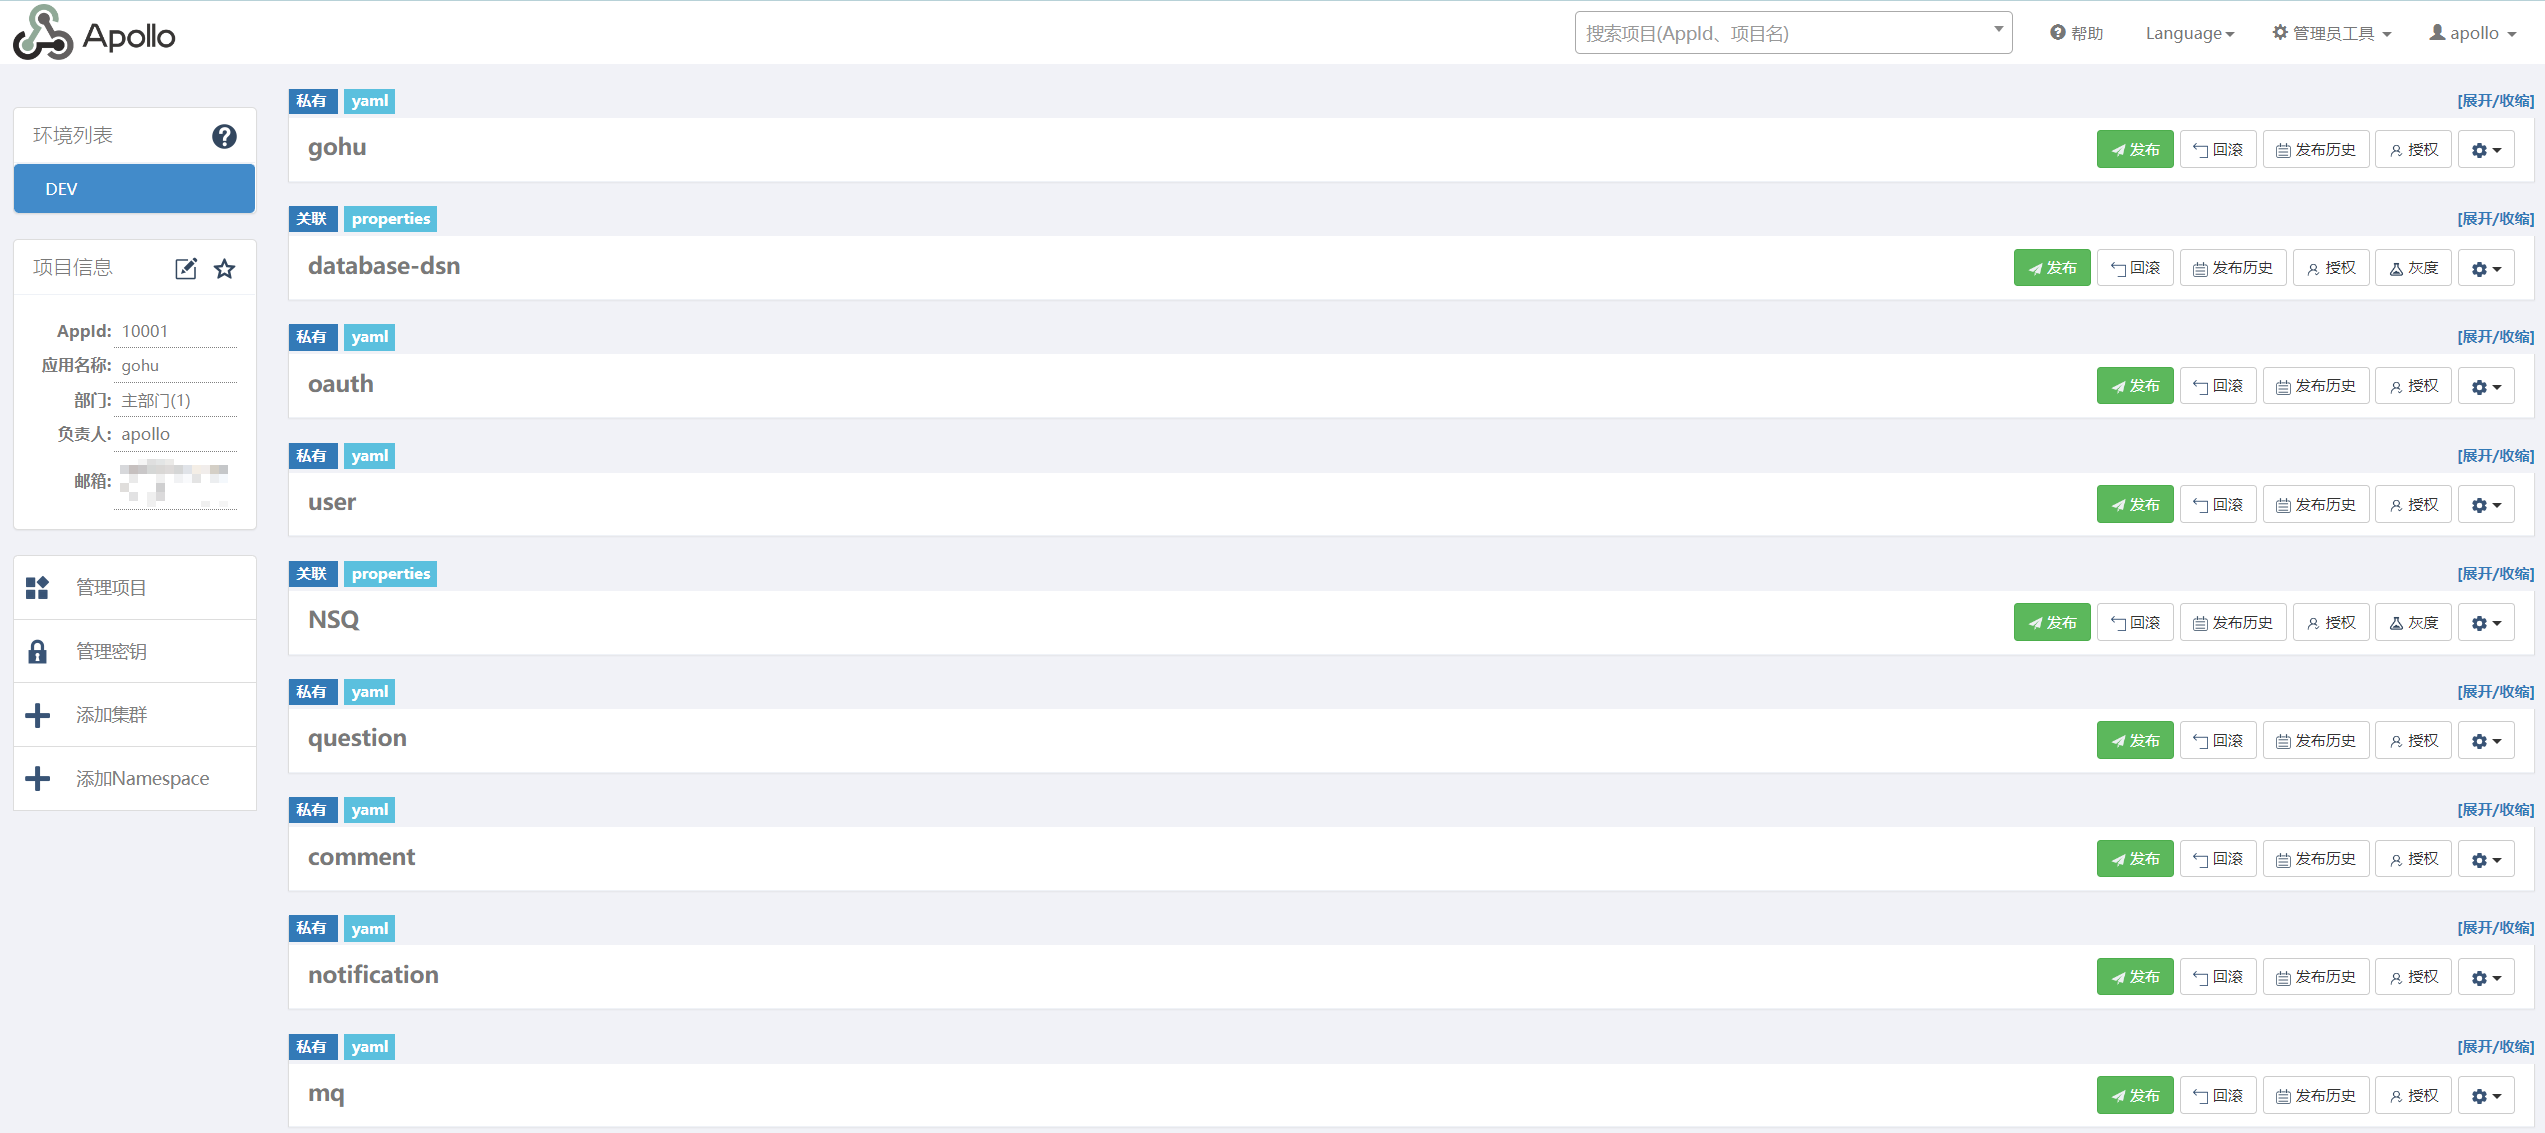 Apollo
搜索项目(AppId、项目名)
帮助
Language
管理员工具
apollo
环境列表
DEV
项目信息
AppId: 10001
应用名称: gohu
部门: 主部门(1)
负责人: apollo
邮箱:
管理项目
管理密钥
添加集群
添加Namespace
私有 yaml [展开/收缩]
gohu 发布 回滚 发布历史 授权
关联 properties [展开/收缩]
database-dsn 发布 回滚 发布历史 授权 灰度
私有 yaml [展开/收缩]
oauth 发布 回滚 发布历史 授权
私有 yaml [展开/收缩]
user 发布 回滚 发布历史 授权
关联 properties [展开/收缩]
NSQ 发布 回滚 发布历史 授权 灰度
私有 yaml [展开/收缩]
question 发布 回滚 发布历史 授权
私有 yaml [展开/收缩]
comment 发布 回滚 发布历史 授权
私有 yaml [展开/收缩]
notification 发布 回滚 发布历史 授权
私有 yaml [展开/收缩]
mq 发布 回滚 发布历史 授权